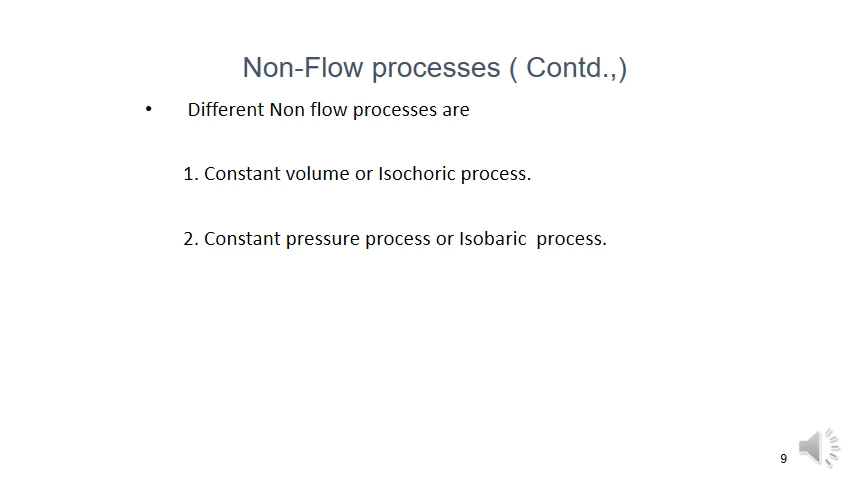 Non-Flow processes ( Contd.,)
• Different Non flow processes are
1. Constant volume or Isochoric process.
2. Constant pressure process or Isobaric  process.
9